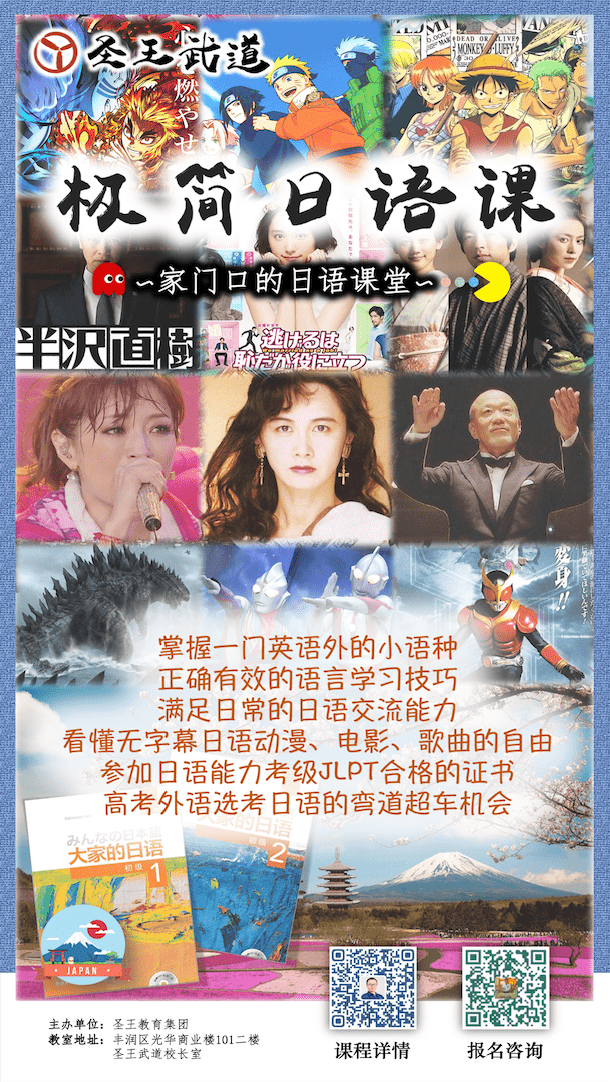 圣王武道
心
燃やせ
DEAD OR ALIVE
MONKEY·D·LUFFY
极简日语课
~家门口的日语课堂~
半沢直樹
逃げるは
恥だが役に立つ
変身!!
掌握一门英语外的小语种
正确有效的语言学习技巧
满足日常的日语交流能力
看懂无字幕日语动漫、电影、歌曲的自由
参加日语能力考级JLPT合格的证书
高考外语选考日语的弯道超车机会
みんなの日本語
大家的日语
初级1
大家的日语
初级2
JAPAN
主办单位：圣王教育集团
教室地址：丰润区光华商业楼101二楼
圣王武道校长室
课程详情
报名咨询